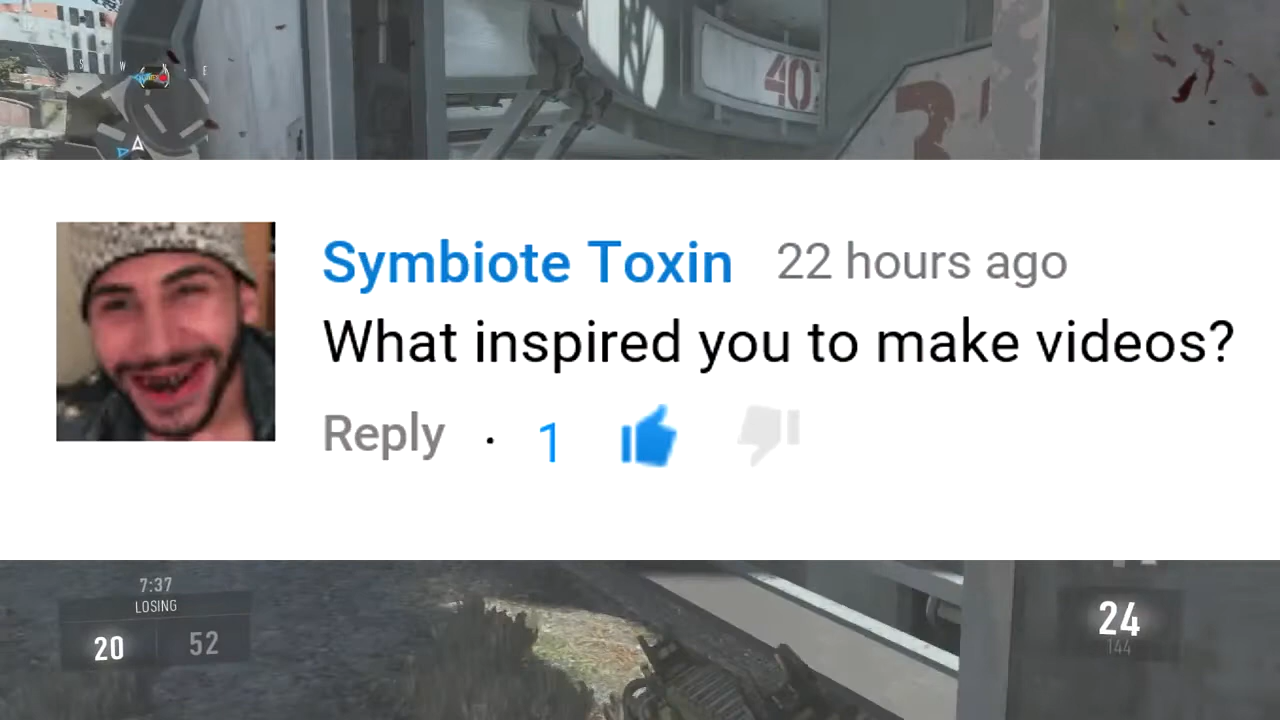 S W N E
40
3
Symbiote Toxin 22 hours ago
What inspired you to make videos?
Reply · 1
7:37
LOSING
20 52
24
144